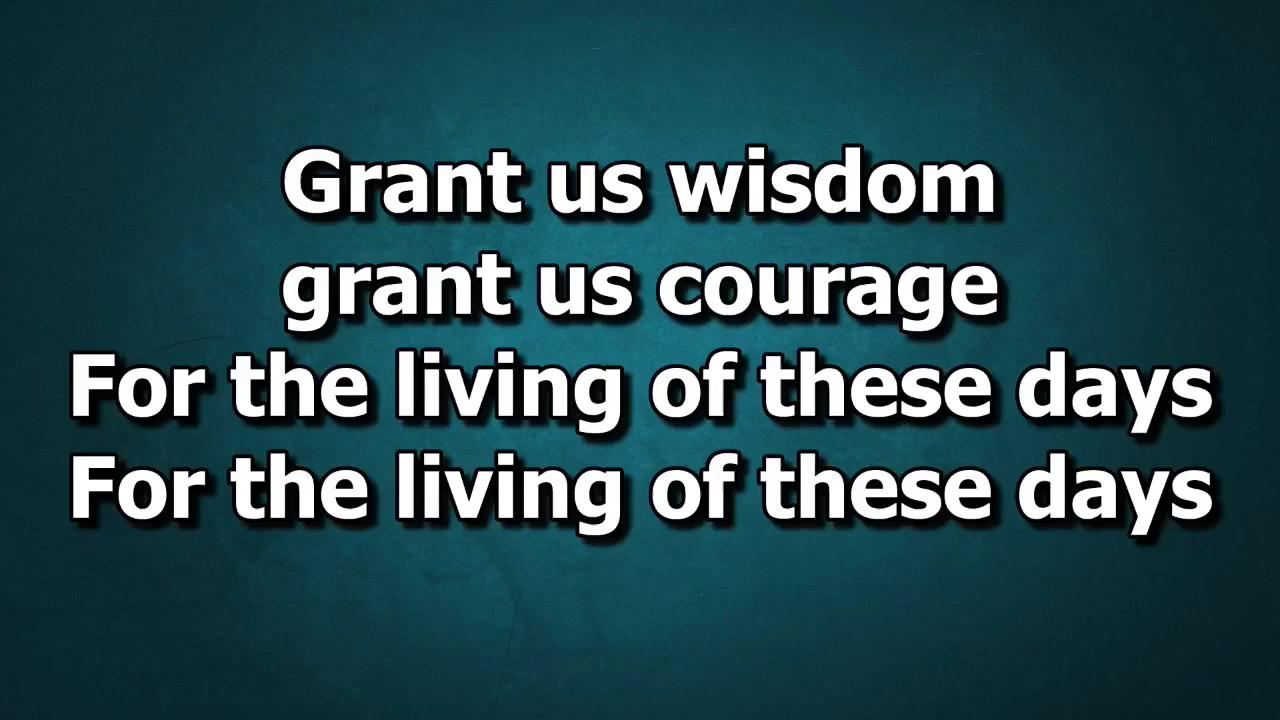 Grant us wisdom
grant us courage
For the living of these days
For the living of these days